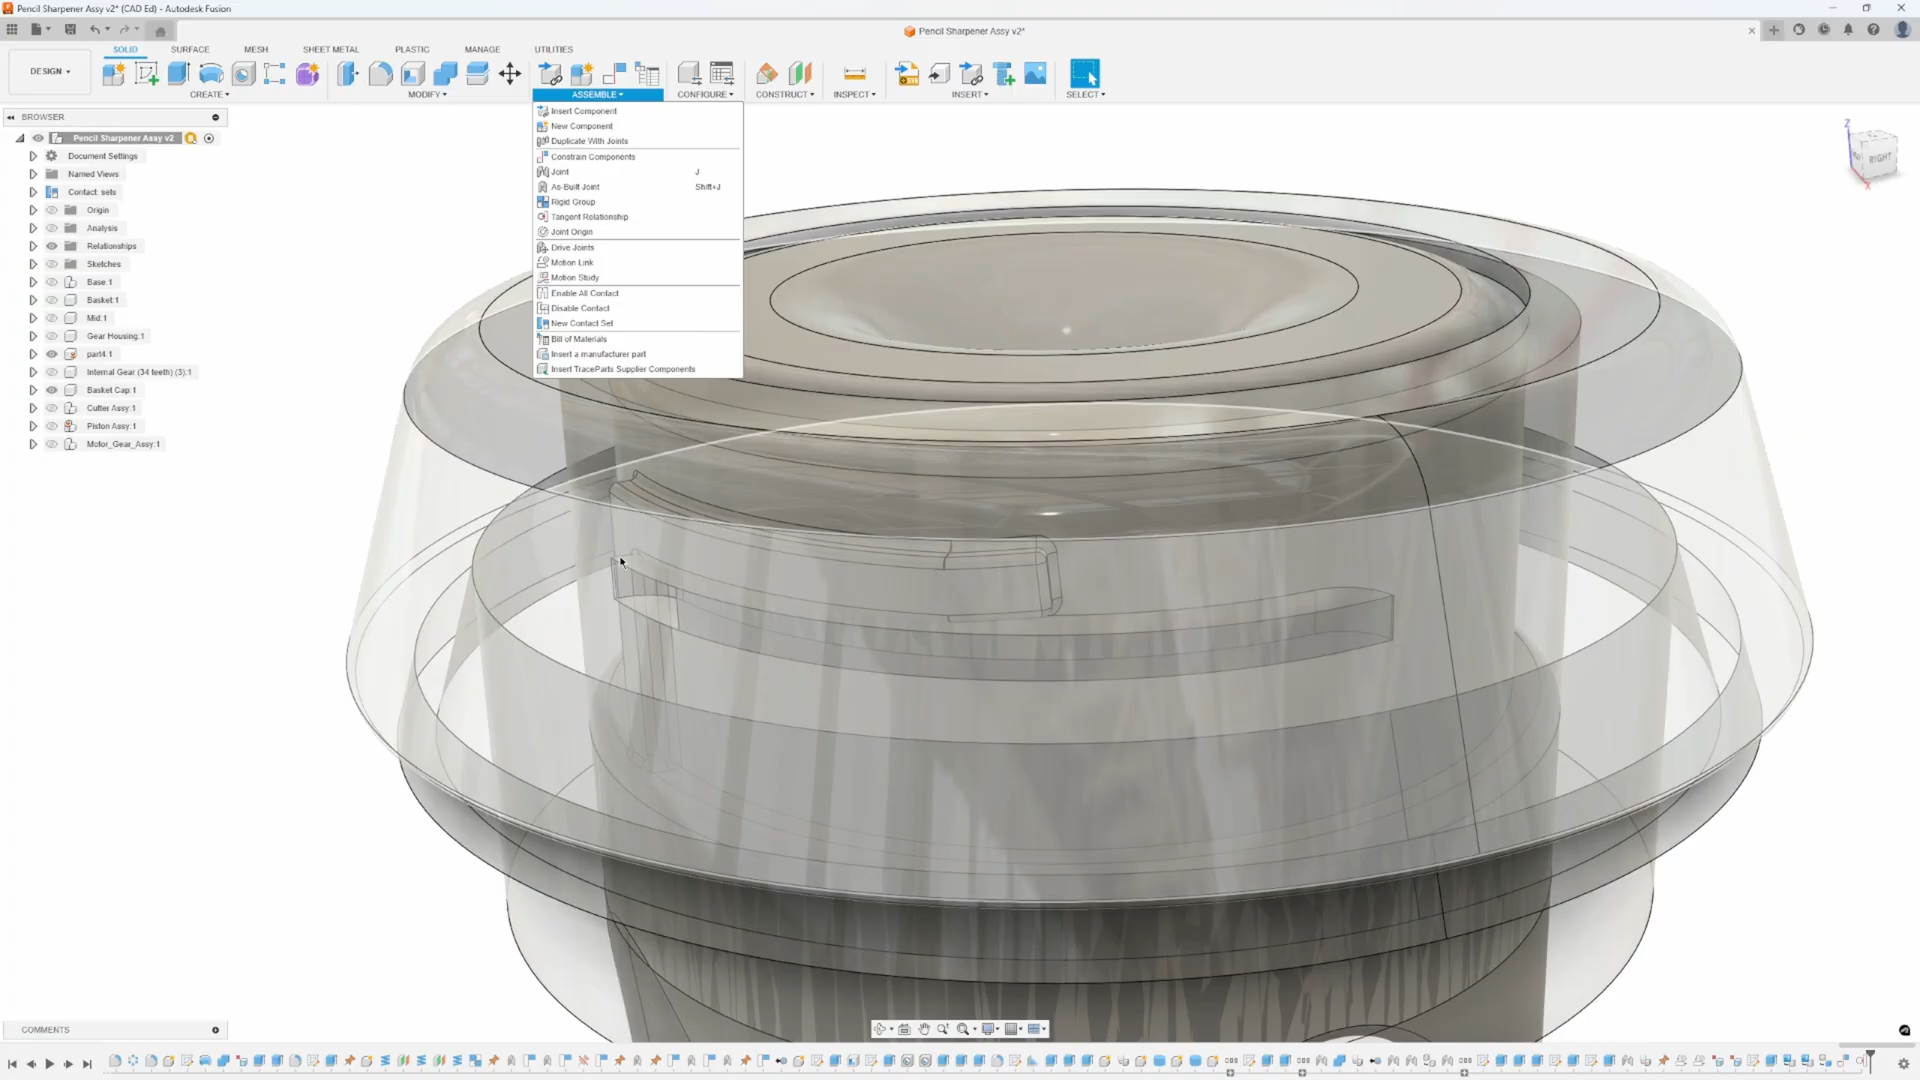 Pencil Sharpener Assy v2* (CAD Ed) - Autodesk Fusion
Pencil Sharpener Assy v2*
SOLID SURFACE MESH SHEET METAL PLASTIC MANAGE UTILITIES
DESIGN
CREATE MODIFY ASSEMBLE CONFIGURE CONSTRUCT INSPECT INSERT SELECT
BROWSER
Pencil Sharpener Assy v2
Document Settings
Named Views
Contact: sets
Origin
Analysis
Relationships
Sketches
Base:1
Basket:1
Mid:1
Gear Housing:1
part4:1
Internal Gear (34 teeth) (3):1
Basket Cap:1
Cutter Assy:1
Piston Assy:1
Motor_Gear_Assy:1
Insert Component
New Component
Duplicate With Joints
Constrain Components
Joint J
As-Built Joint Shift+J
Rigid Group
Tangent Relationship
Joint Origin
Drive Joints
Motion Link
Motion Study
Enable All Contact
Disable Contact
New Contact Set
Bill of Materials
Insert a manufacturer part
Insert TraceParts Supplier Components
Z
RIGHT
X
COMMENTS